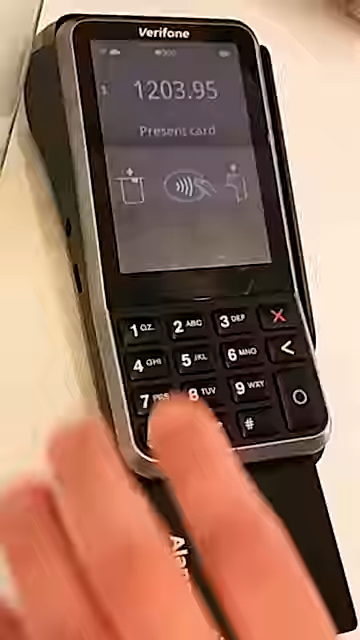 Verifone
$ 1203.95
Present card
1 QZ. 2 ABC 3 DEF X
4 GHI 5 JKL 6 MNO <
7 PRS 8 TUV 9 WXY O
#